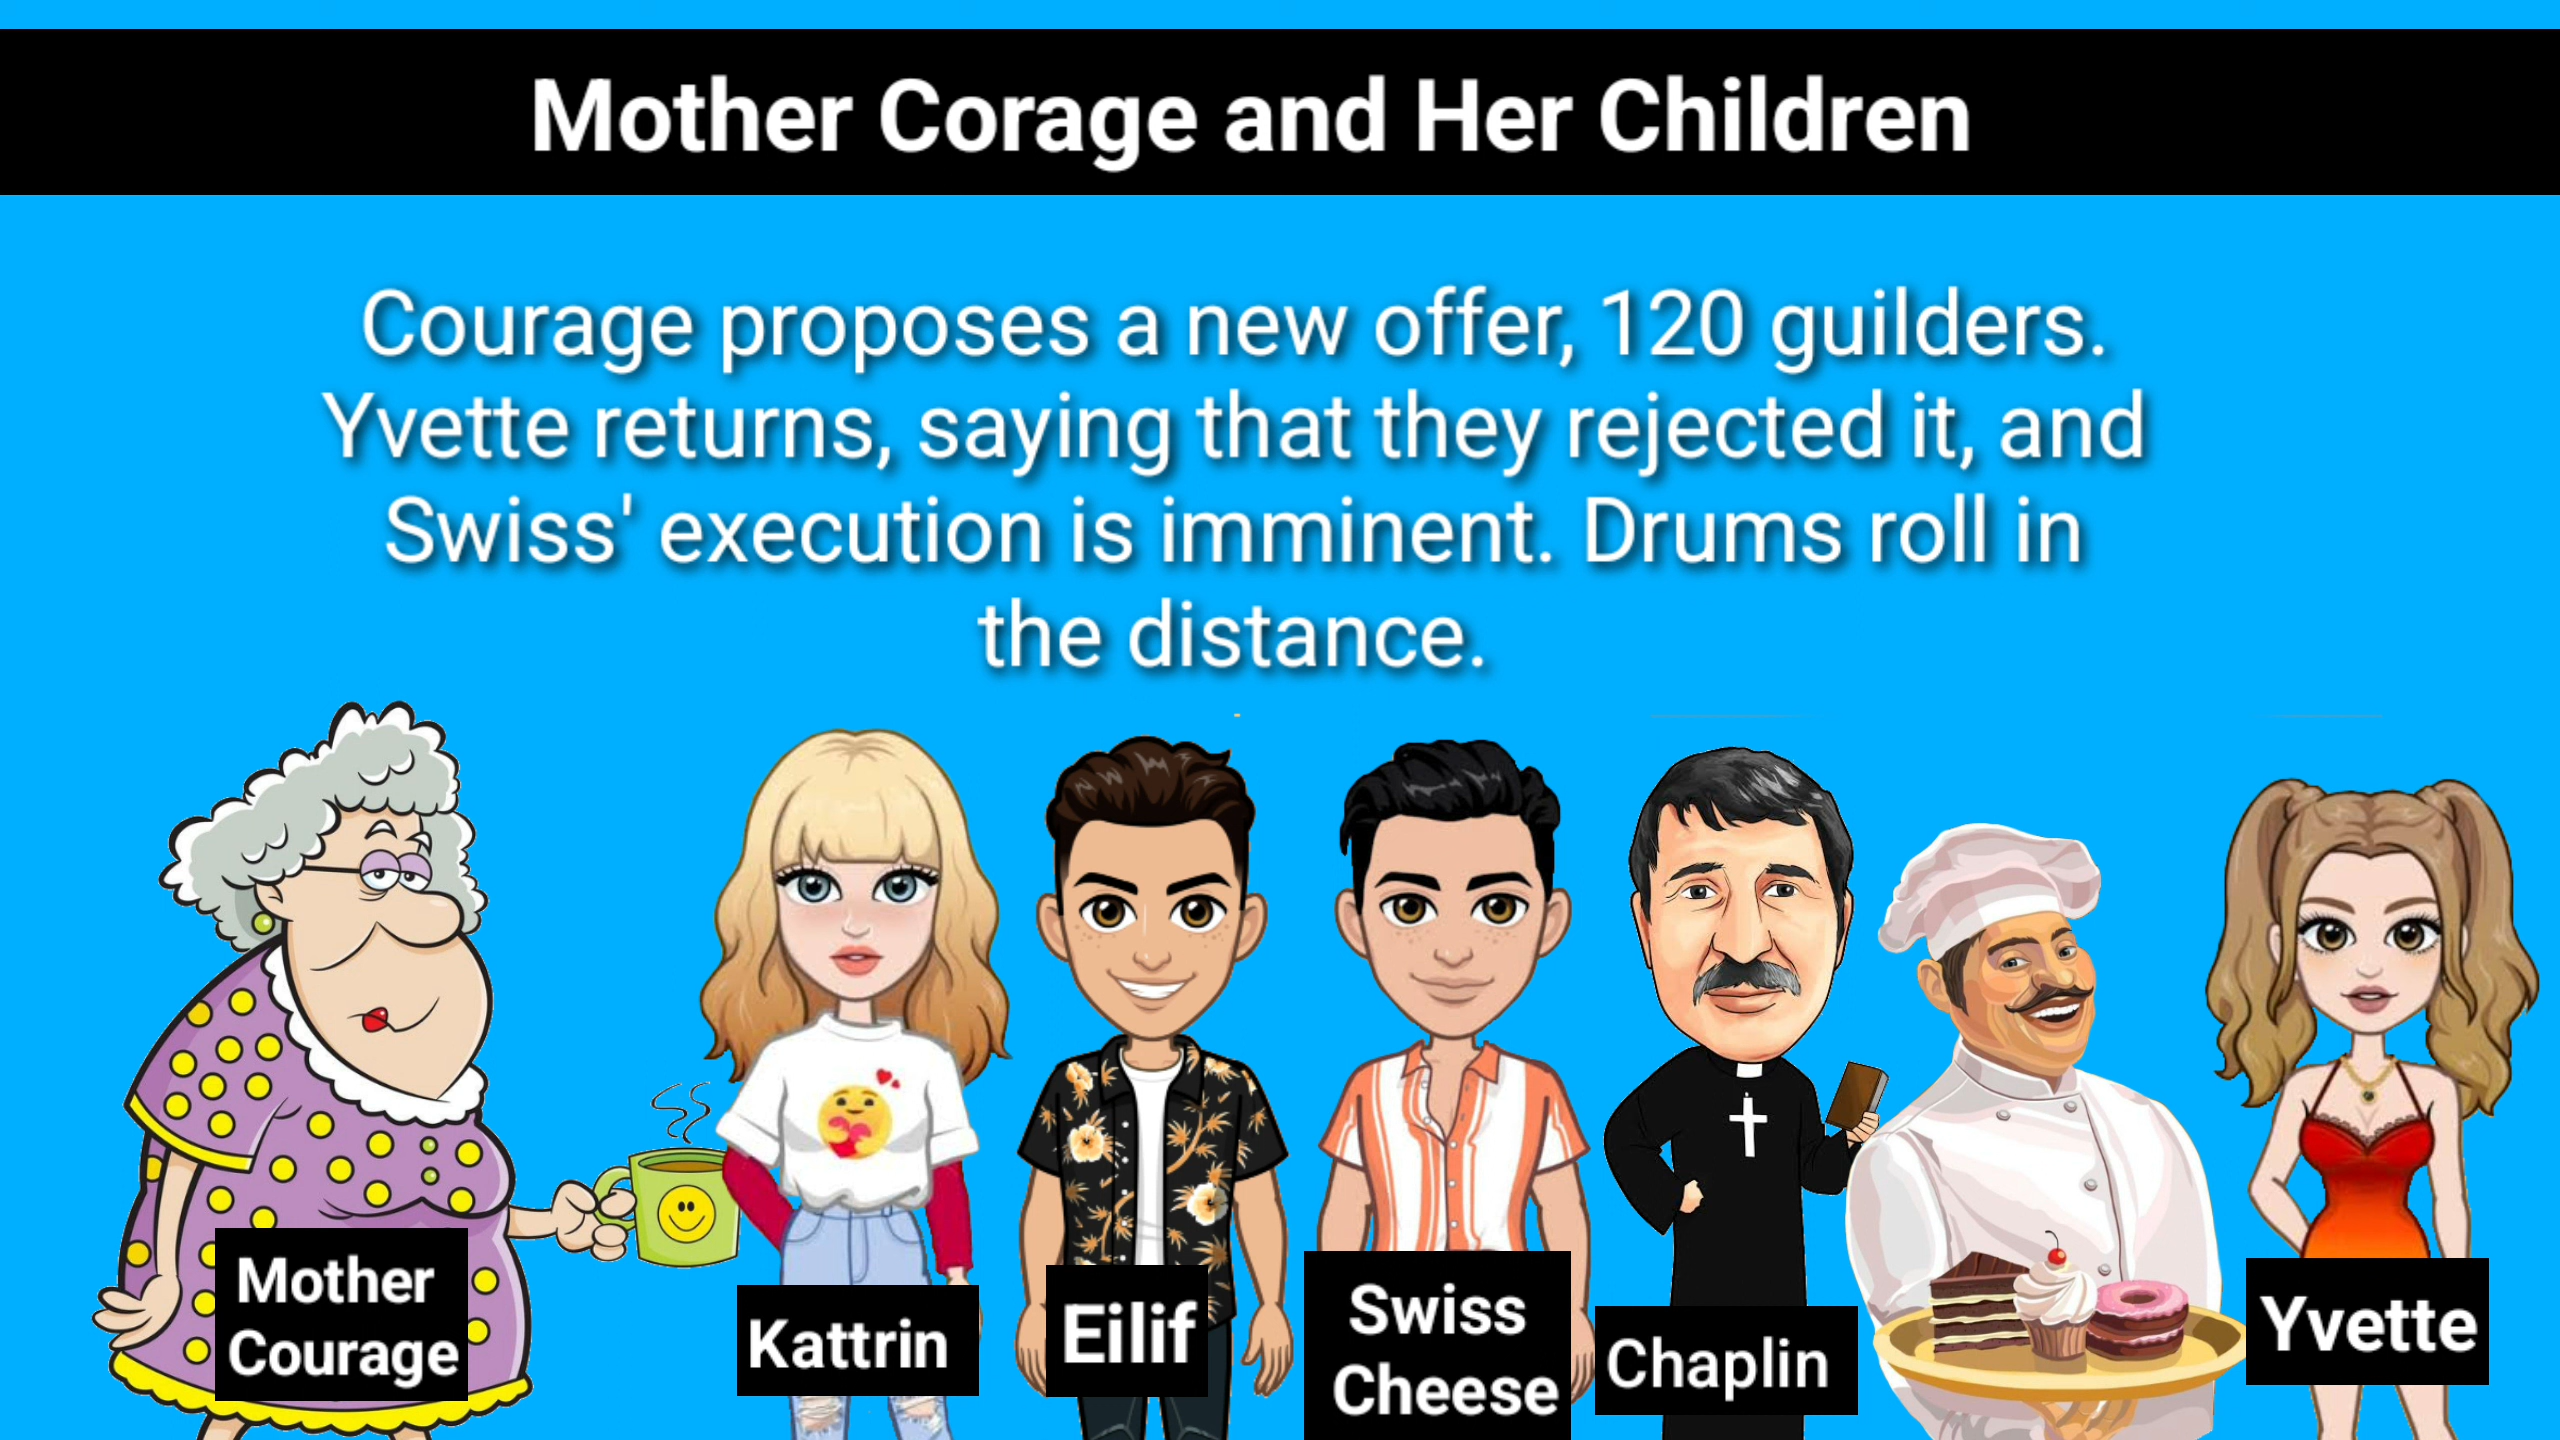 Mother Corage and Her Children
Courage proposes a new offer, 120 guilders.
Yvette returns, saying that they rejected it, and
Swiss' execution is imminent. Drums roll in
the distance.
Mother
Courage
Kattrin
Eilif
Swiss
Cheese
Chaplin
Yvette